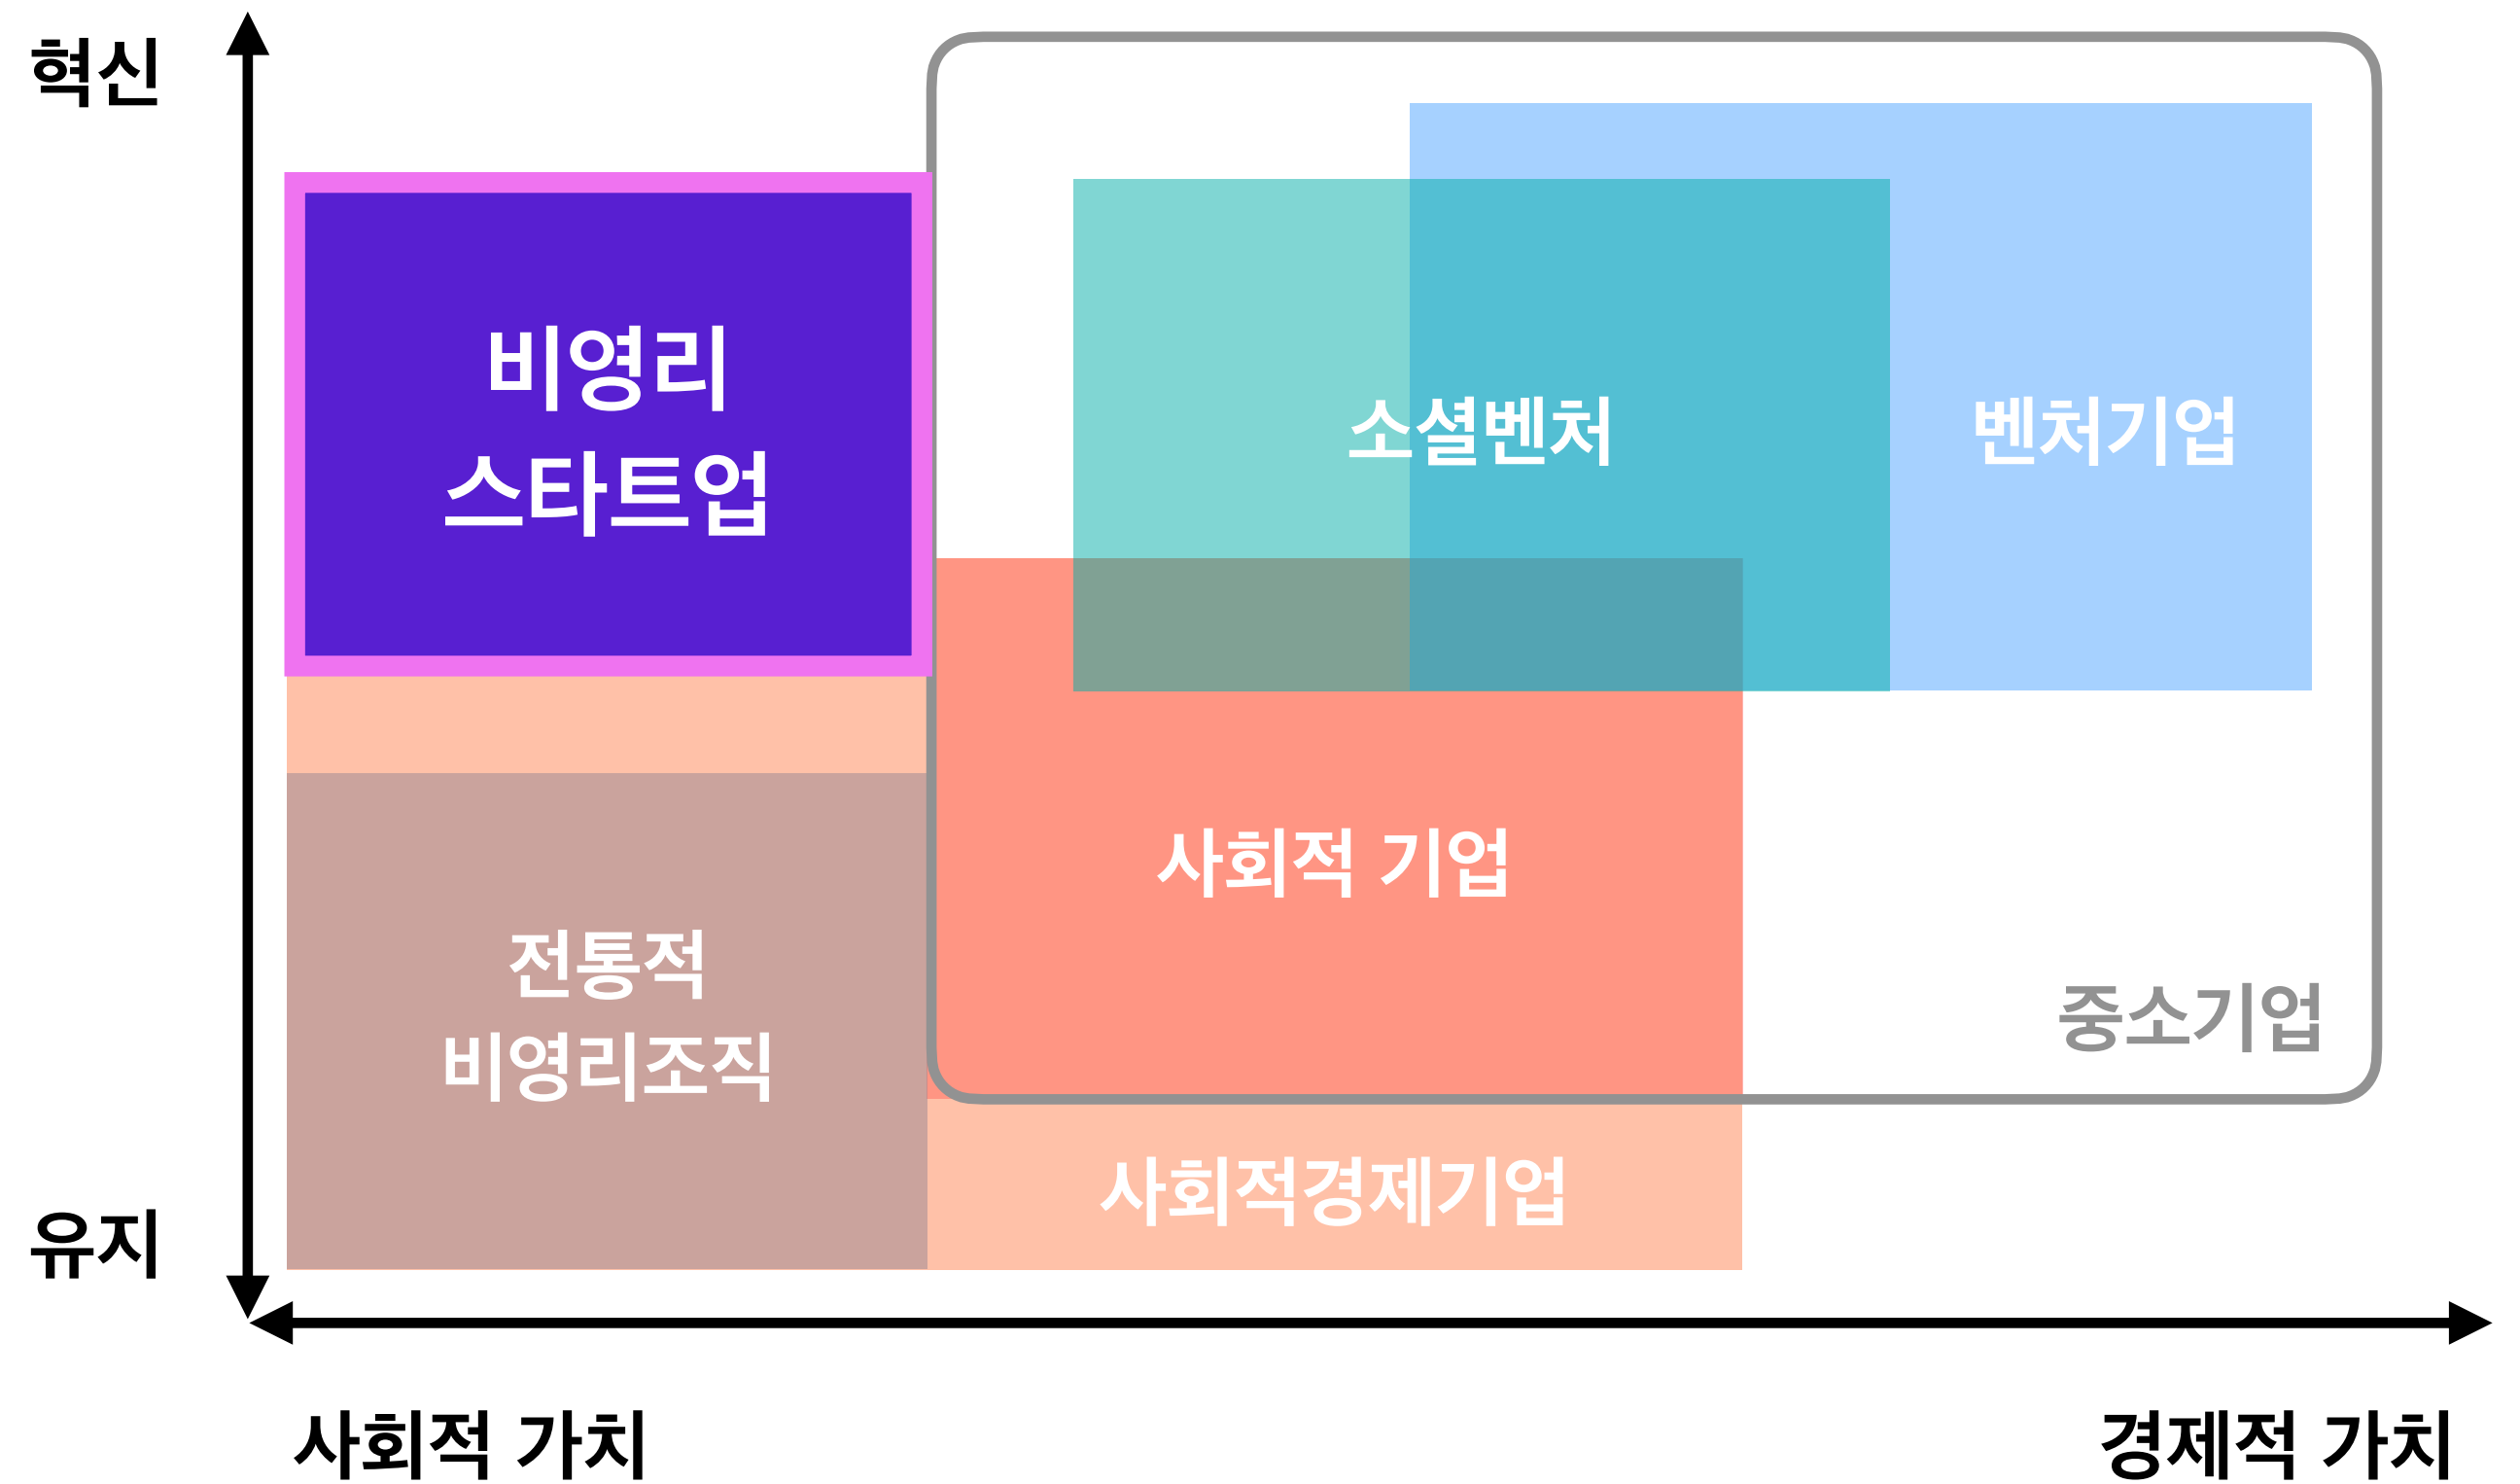 혁신
비영리
스타트업
소셜벤처
벤처기업
사회적 기업
전통적
비영리조직
중소기업
사회적경제기업
유지
사회적 가치
경제적 가치